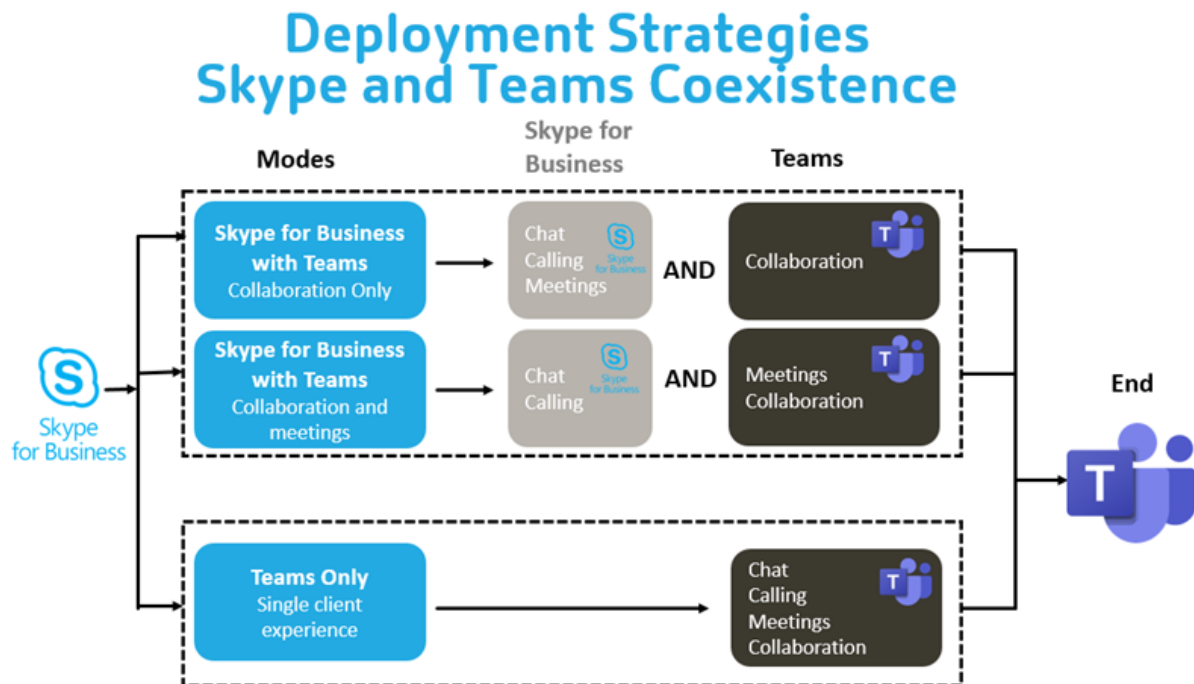 Deployment Strategies
Skype and Teams Coexistence
Modes
Skype for
Business
Teams
Skype for Business
with Teams
Collaboration Only
Chat
Calling
Meetings
S
Skype
for Business
AND
Collaboration
T
Skype for Business
with Teams
Collaboration and
meetings
Chat
Calling
S
Skype
for Business
AND
Meetings
Collaboration
T
S
Skype
for Business
End
T
Teams Only
Single client
experience
Chat
Calling
Meetings
Collaboration
T